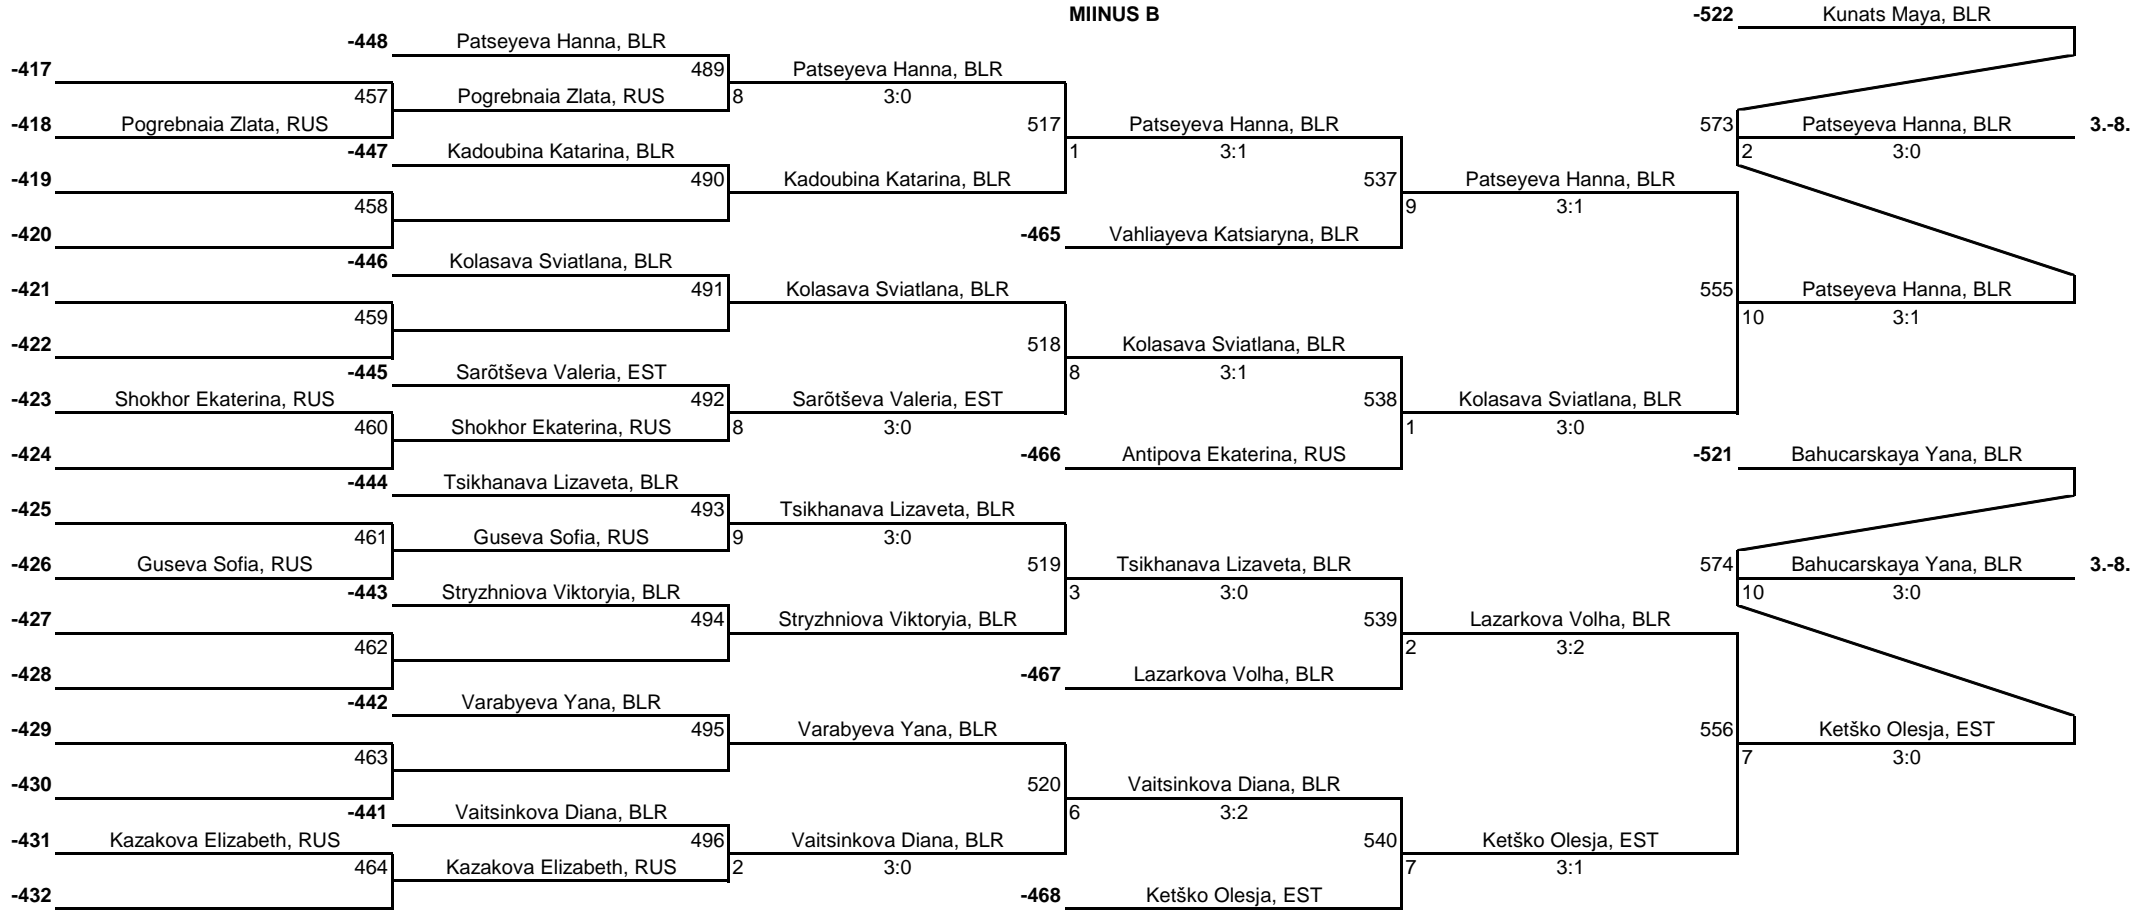 MIINUS B
-522 Kunats Maya, BLR
-448 Patseyeva Hanna, BLR
-417 489 Patseyeva Hanna, BLR
457 Pogrebnaia Zlata, RUS 8 3:0
-418 Pogrebnaia Zlata, RUS 517 Patseyeva Hanna, BLR 573 Patseyeva Hanna, BLR 3.-8.
-447 Kadoubina Katarina, BLR 1 3:1 2 3:0
-419 490 Kadoubina Katarina, BLR 537 Patseyeva Hanna, BLR
458 9 3:1
-420 -465 Vahliayeva Katsiaryna, BLR
-446 Kolasava Sviatlana, BLR
-421 491 Kolasava Sviatlana, BLR 555 Patseyeva Hanna, BLR
459 10 3:1
-422 518 Kolasava Sviatlana, BLR
-445 Sarõtševa Valeria, EST 8 3:1
-423 Shokhor Ekaterina, RUS 492 Sarõtševa Valeria, EST 538 Kolasava Sviatlana, BLR
460 Shokhor Ekaterina, RUS 8 3:0 1 3:0
-424 -466 Antipova Ekaterina, RUS -521 Bahucarskaya Yana, BLR
-444 Tsikhanava Lizaveta, BLR
-425 493 Tsikhanava Lizaveta, BLR
461 Guseva Sofia, RUS 9 3:0
-426 Guseva Sofia, RUS 519 Tsikhanava Lizaveta, BLR 574 Bahucarskaya Yana, BLR 3.-8.
-443 Stryzhniova Viktoryia, BLR 3 3:0 10 3:0
-427 494 Stryzhniova Viktoryia, BLR 539 Lazarkova Volha, BLR
462 2 3:2
-428 -467 Lazarkova Volha, BLR
-442 Varabyeva Yana, BLR
-429 495 Varabyeva Yana, BLR 556 Ketško Olesja, EST
463 7 3:0
-430 520 Vaitsinkova Diana, BLR
-441 Vaitsinkova Diana, BLR 6 3:2
-431 Kazakova Elizabeth, RUS 496 Vaitsinkova Diana, BLR 540 Ketško Olesja, EST
464 Kazakova Elizabeth, RUS 2 3:0 7 3:1
-432 -468 Ketško Olesja, EST